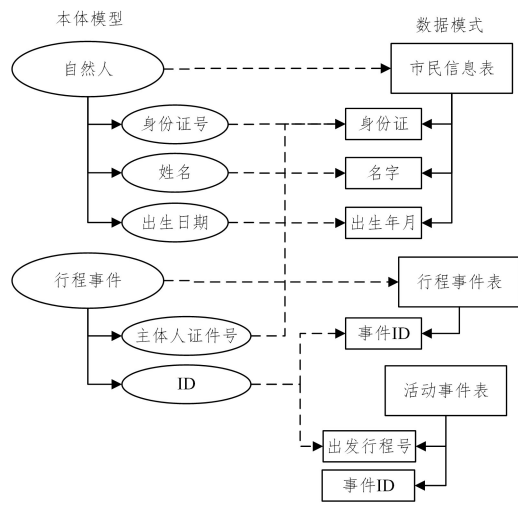 本体模型
数据模式
自然人
市民信息表
身份证号
身份证
姓名
名字
出生日期
出生年月
行程事件
行程事件表
主体人证件号
事件ID
ID
活动事件表
出发行程号
事件ID